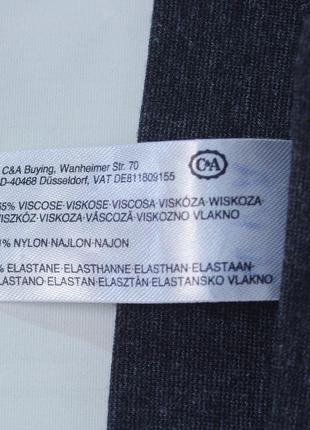 C&A Buying, Wanheimer Str. 70
D-40468 Düsseldorf, VAT DE811809155
C&A
65% VISCOSE·VISKOSE·VISCOSA·VISKÓZA·WISKOZA
VISZKÓZ·VISKOZA·VÂSCOZĂ·VISKOZNO VLAKNO
% NYLON·NAJLON·NAJON
% ELASTANE·ELASTHANNE·ELASTHAN·ELASTAAN·
ELASTANO·ELASTAN·ELASZTÁN·ELASTANSKO VLAKNO